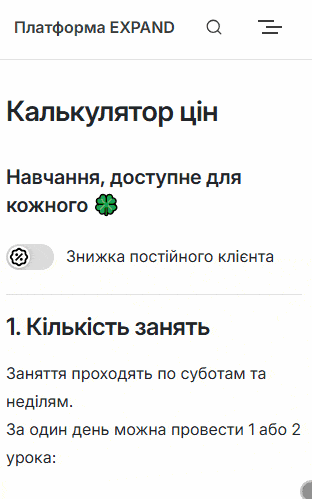 Платформа EXPAND
Калькулятор цін
Навчання, доступне для
кожного 🍀
Знижка постійного клієнта
1. Кількість занять
Заняття проходять по суботам та
неділям.
За один день можна провести 1 або 2
урока: